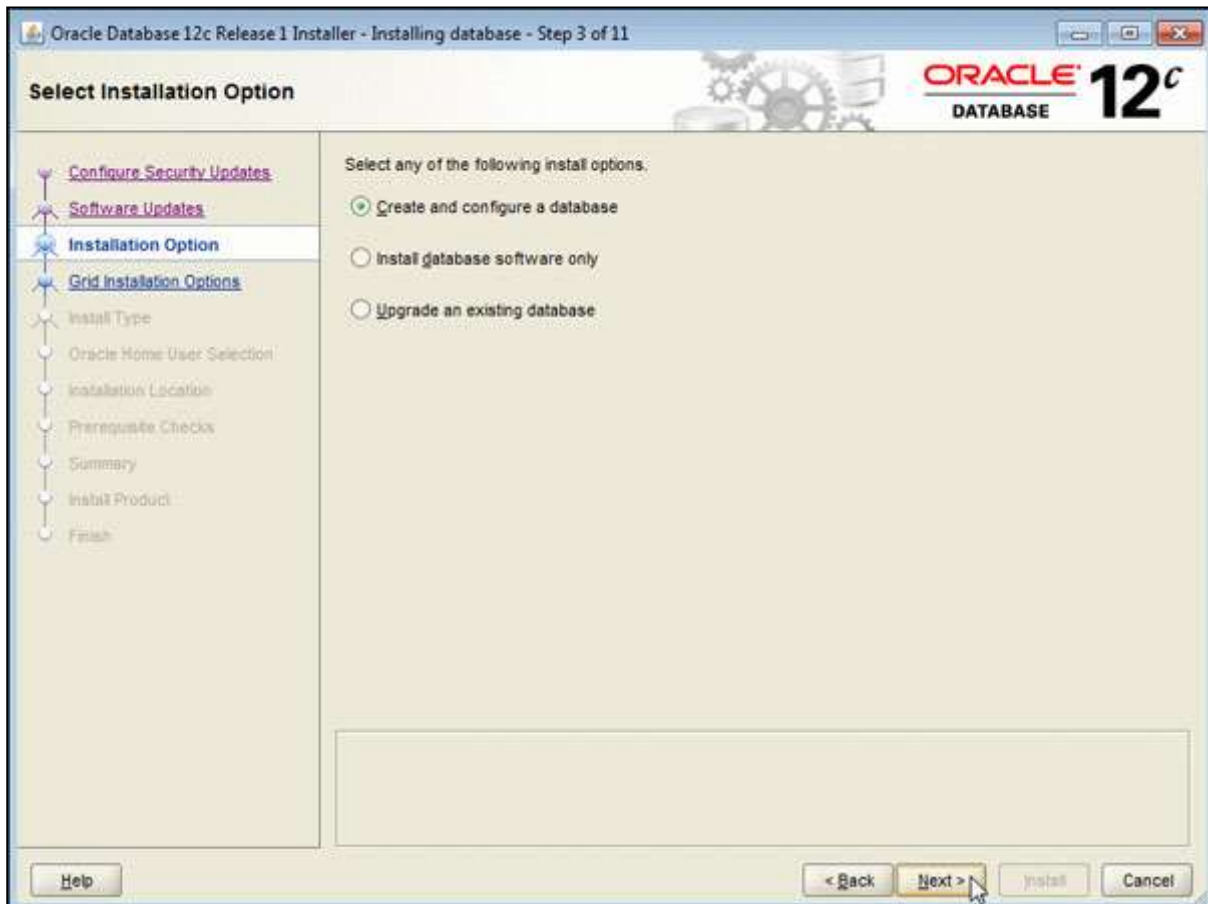 Oracle Database 12c Release 1 Installer - Installing database - Step 3 of 11
Select Installation Option
ORACLE
DATABASE
12c
Configure Security Updates
Software Updates
Installation Option
Grid Installation Options
Install Type
Oracle Home User Selection
Installation Location
Prerequisite Checks
Summary
Install Product
Finish
Select any of the following install options.
Create and configure a database
Install database software only
Upgrade an existing database
Help
< Back
Next >
Install
Cancel